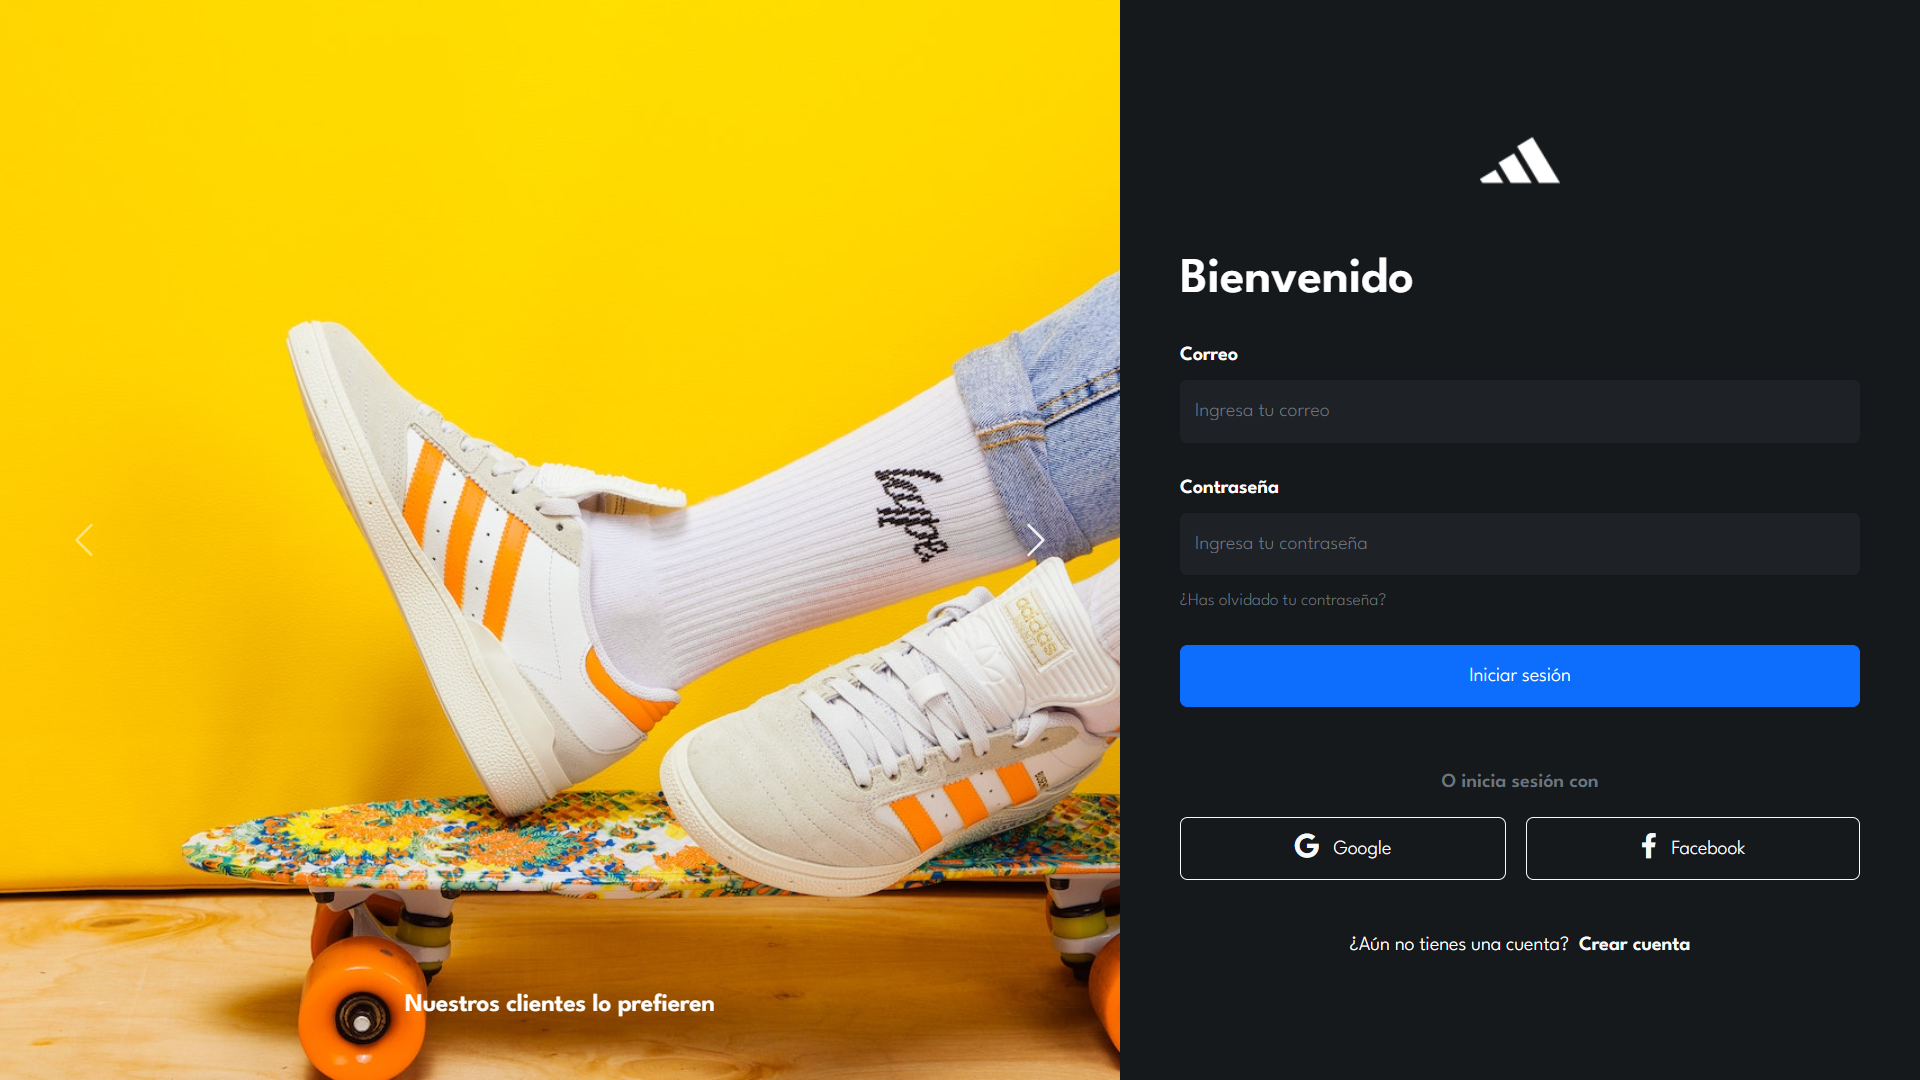 adidas
Nuestros clientes lo prefieren
Bienvenido
Correo
Ingresa tu correo
Contraseña
Ingresa tu contraseña
¿Has olvidado tu contraseña?
Iniciar sesión
O inicia sesión con
Google
Facebook
¿Aún no tienes una cuenta? Crear cuenta